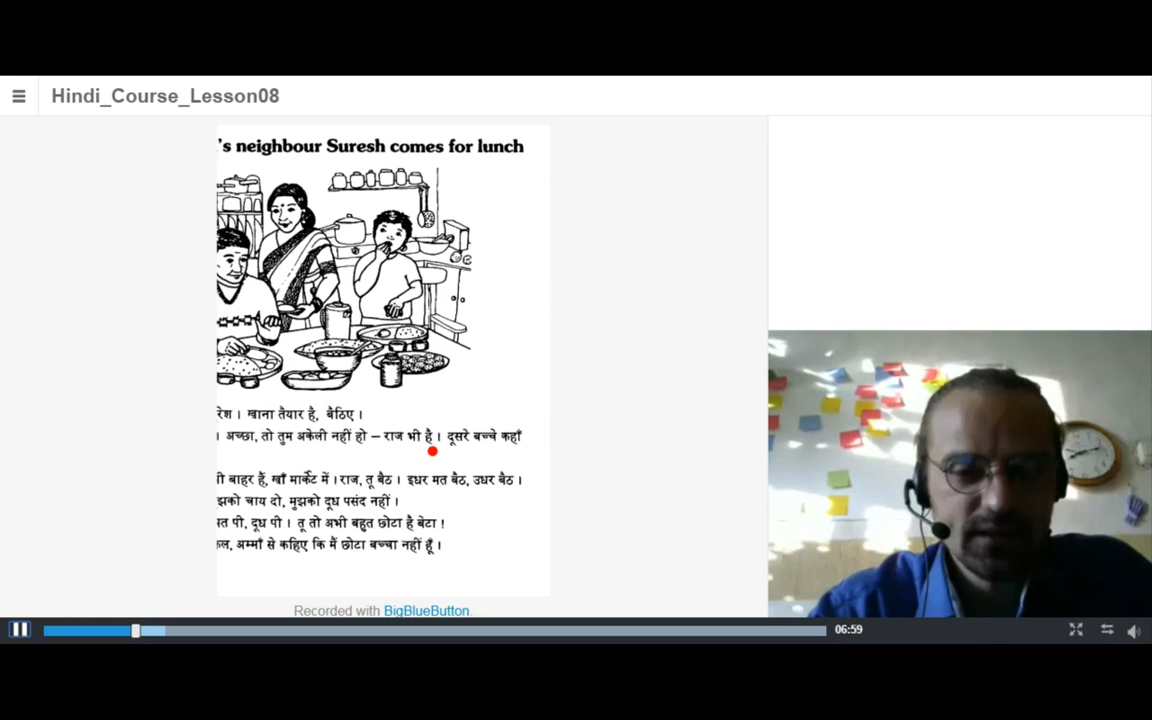 Hindi_Course_Lesson08
's neighbour Suresh comes for lunch
रेश । खाना तैयार है, बैठिए ।
। अच्छा, तो तुम अकेली नहीं हो – राज भी है । दूसरे बच्चे कहाँ
बाहर हैं, खाँ मार्केट में । राज, तू बैठ । इधर मत बैठ, उधर बैठ ।
चाय दो, मुझको दूध पसंद नहीं ।
पी, दूध पी । तू तो अभी बहुत छोटा है बेटा !
अम्माँ से कहिए कि मैं छोटा बच्चा नहीं हूँ ।
Recorded with BigBlueButton.
06:59